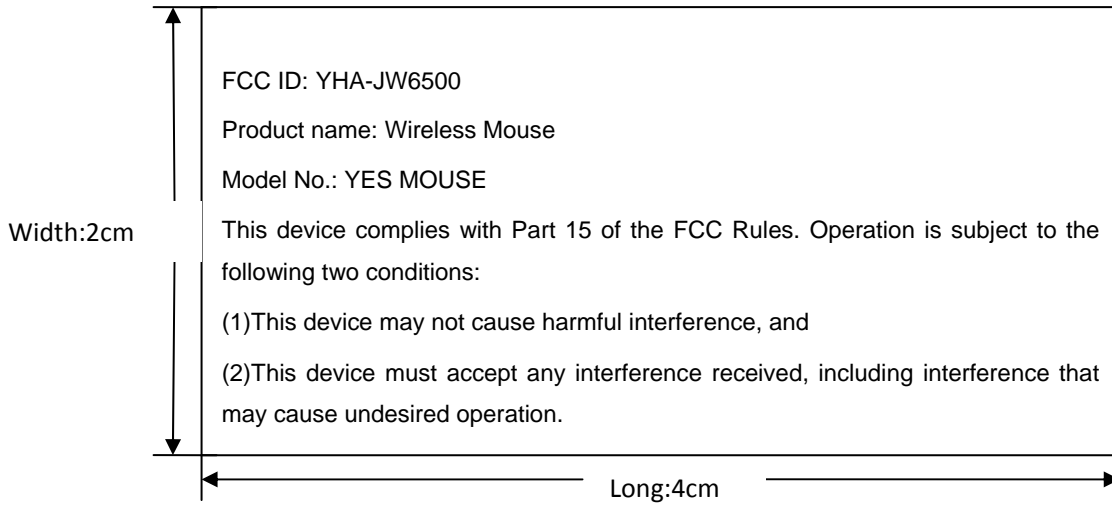 FCC ID: YHA-JW6500
Product name: Wireless Mouse
Model No.: YES MOUSE
Width:2cm
This device complies with Part 15 of the FCC Rules. Operation is subject to the
following two conditions:
(1)This device may not cause harmful interference, and
(2)This device must accept any interference received, including interference that
may cause undesired operation.
Long:4cm